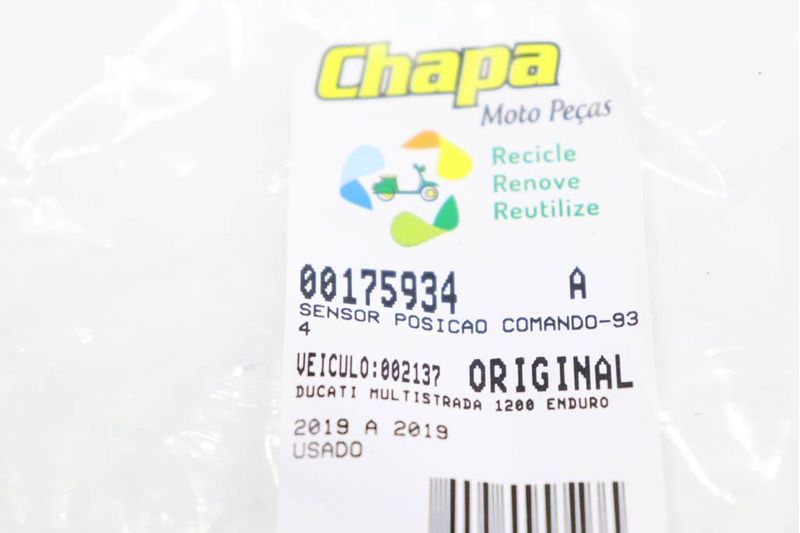 Chapa
Moto Peças
Recicle
Renove
Reutilize
00175934 A
SENSOR POSICAO COMANDO-93
4
VEICULO:002137 ORIGINAL
DUCATI MULTISTRADA 1200 ENDURO
2019 A 2019
USADO